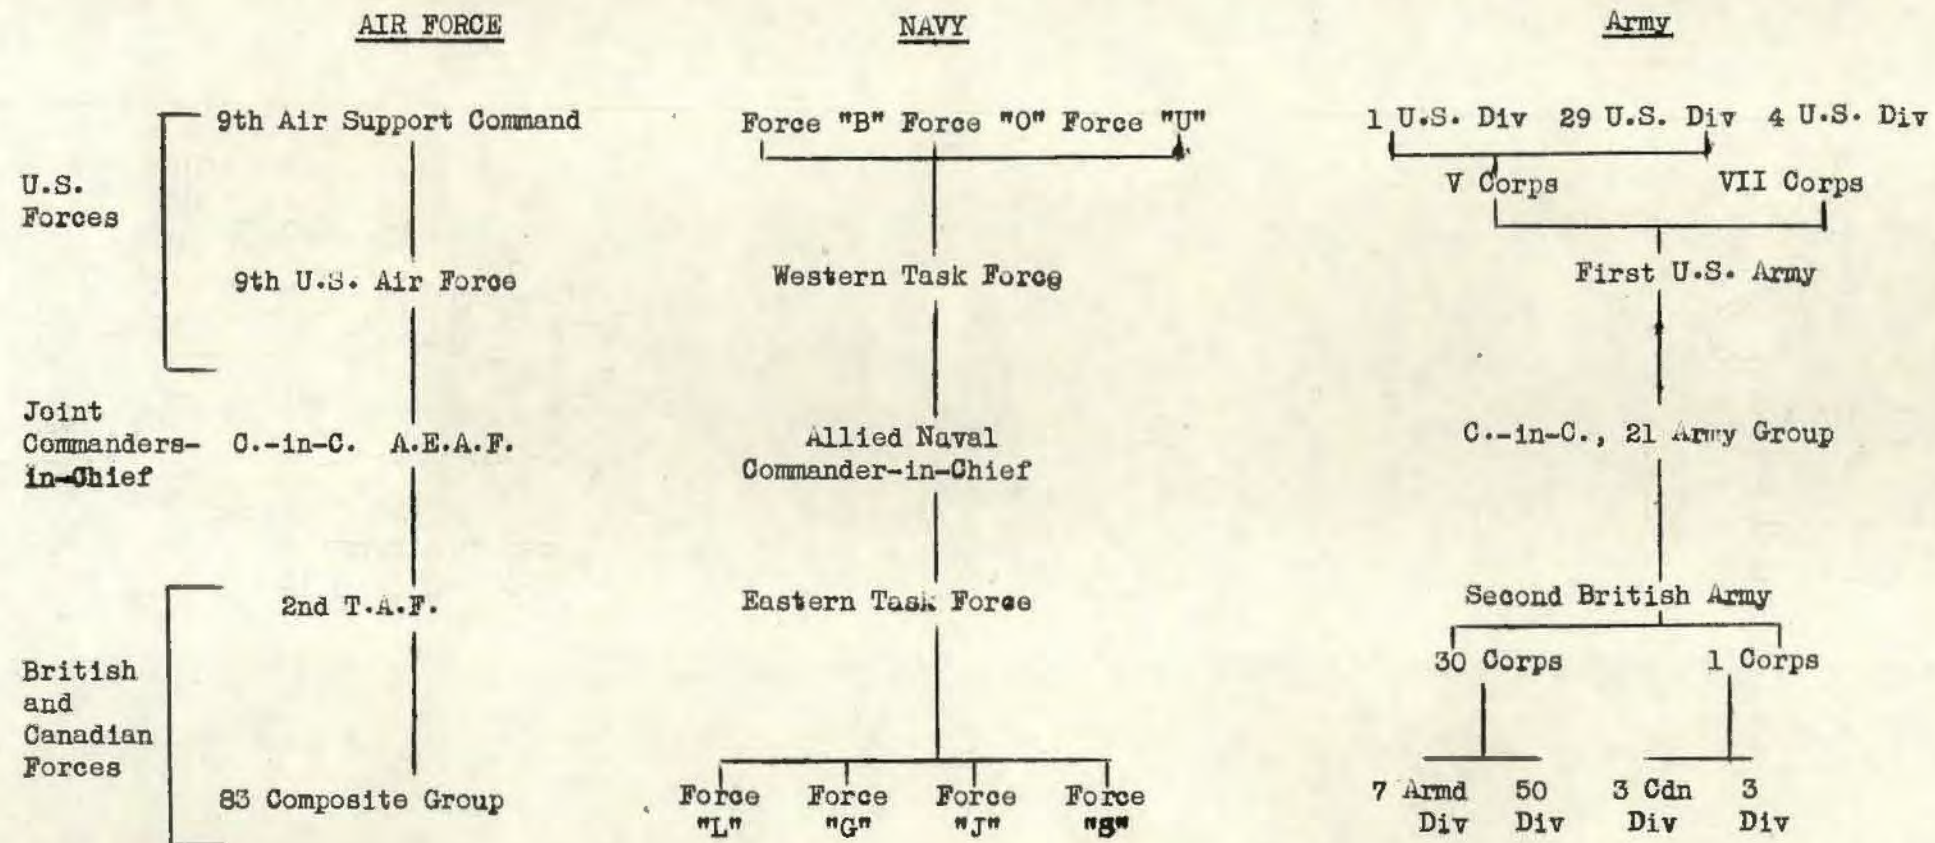 AIR FORCE NAVY Army
9th Air Support Command Force "B" Force "O" Force "U" 1 U.S. Div 29 U.S. Div 4 U.S. Div
V Corps VII Corps
U.S.
Forces
9th U.S. Air Force Western Task Force First U.S. Army
Joint
Commanders-
in-Chief
C.-in-C. A.E.A.F. Allied Naval
Commander-in-Chief
C.-in-C., 21 Army Group
2nd T.A.F. Eastern Task Force Second British Army
30 Corps 1 Corps
British
and
Canadian
Forces
83 Composite Group
Force Force Force Force
"L" "G" "J" "S"
7 Armd 50 3 Cdn 3
Div Div Div Div